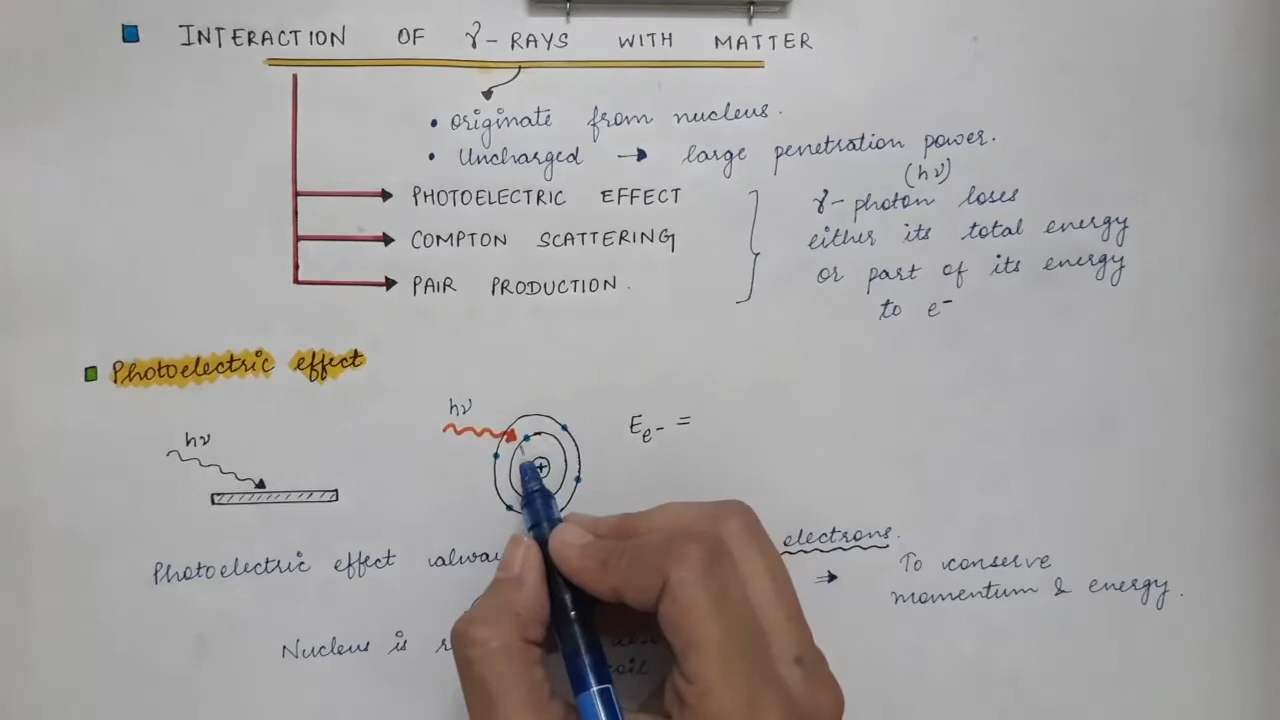 INTERACTION OF γ-RAYS WITH MATTER
• originate from nucleus.
• Uncharged → large penetration power.
PHOTOELECTRIC EFFECT
COMPTON SCATTERING
PAIR PRODUCTION.
(hν)
γ-photon loses
either its total energy
or part of its energy
to e⁻
Photoelectric effect
hν
hν
E e⁻ =
+
Photoelectric effect electrons.
⇒ To conserve
momentum & energy.
Nucleus is